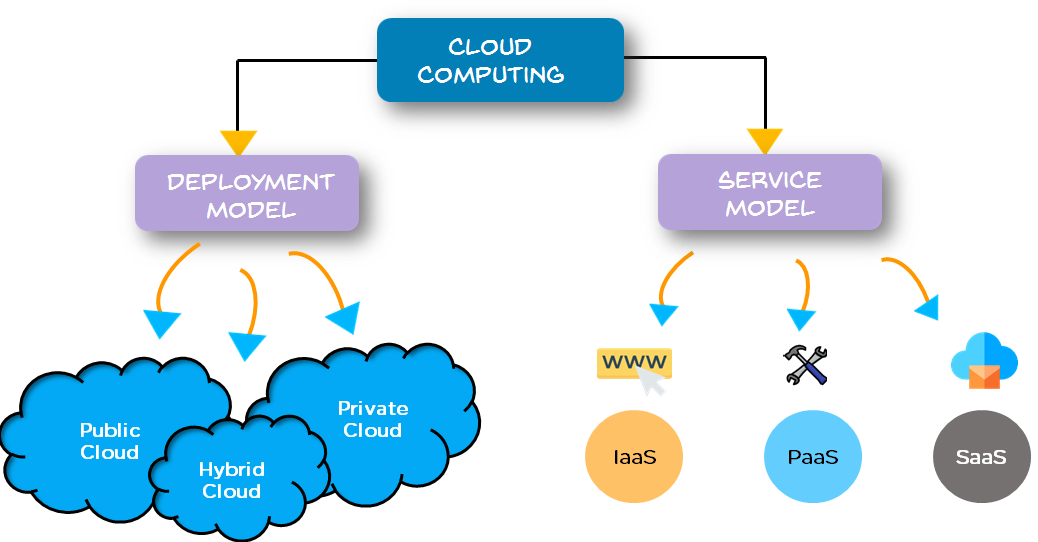 CLOUD
COMPUTING
DEPLOYMENT
MODEL
SERVICE
MODEL
Public
Cloud
Hybrid
Cloud
Private
Cloud
WWW
IaaS
PaaS
SaaS